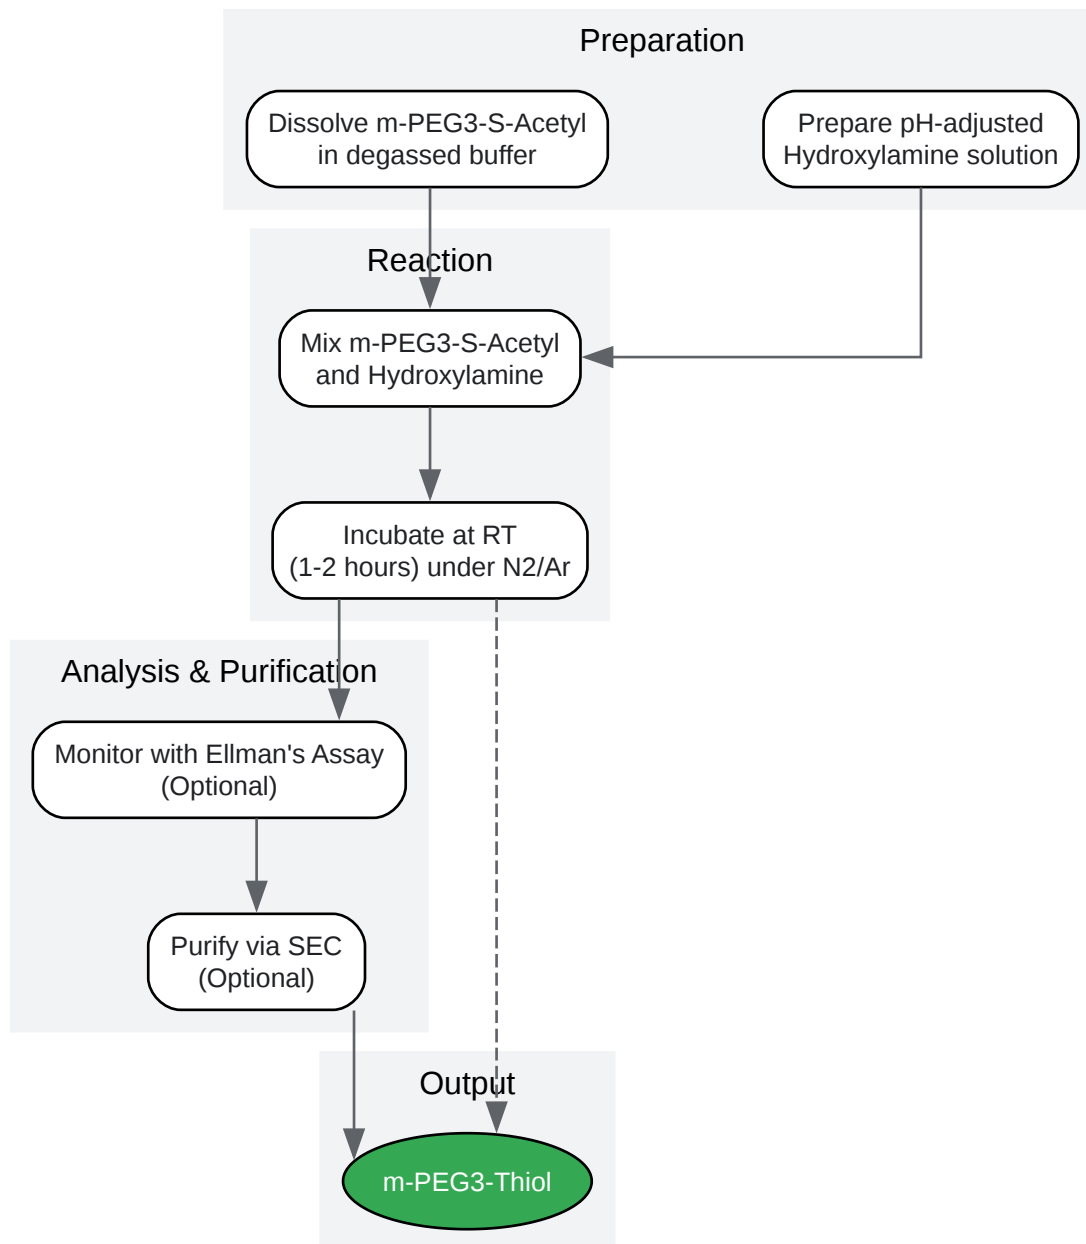 Preparation
Dissolve m-PEG3-S-Acetyl
in degassed buffer
Prepare pH-adjusted
Hydroxylamine solution
Reaction
Mix m-PEG3-S-Acetyl
and Hydroxylamine
Incubate at RT
(1-2 hours) under N2/Ar
Analysis & Purification
Monitor with Ellman's Assay
(Optional)
Purify via SEC
(Optional)
Output
m-PEG3-Thiol